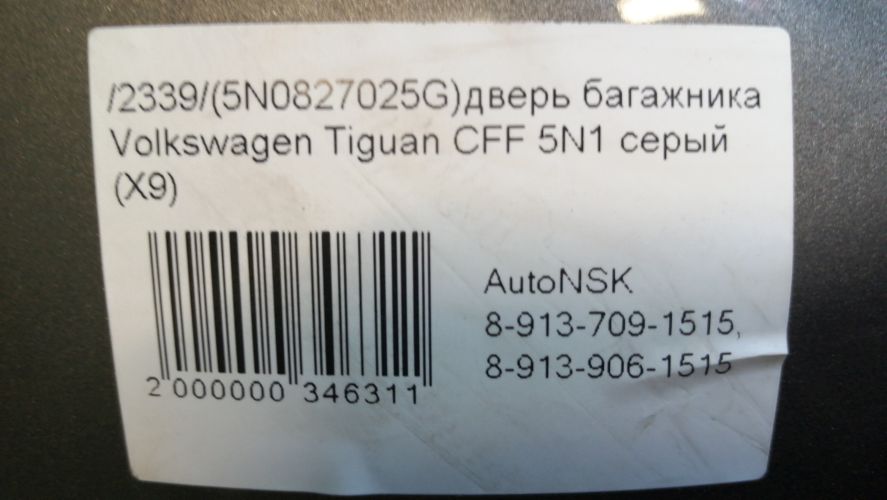 /2339/(5N0827025G)дверь багажника
Volkswagen Tiguan CFF 5N1 серый
(X9)
AutoNSK
8-913-709-1515,
8-913-906-1515
2 000000 346311